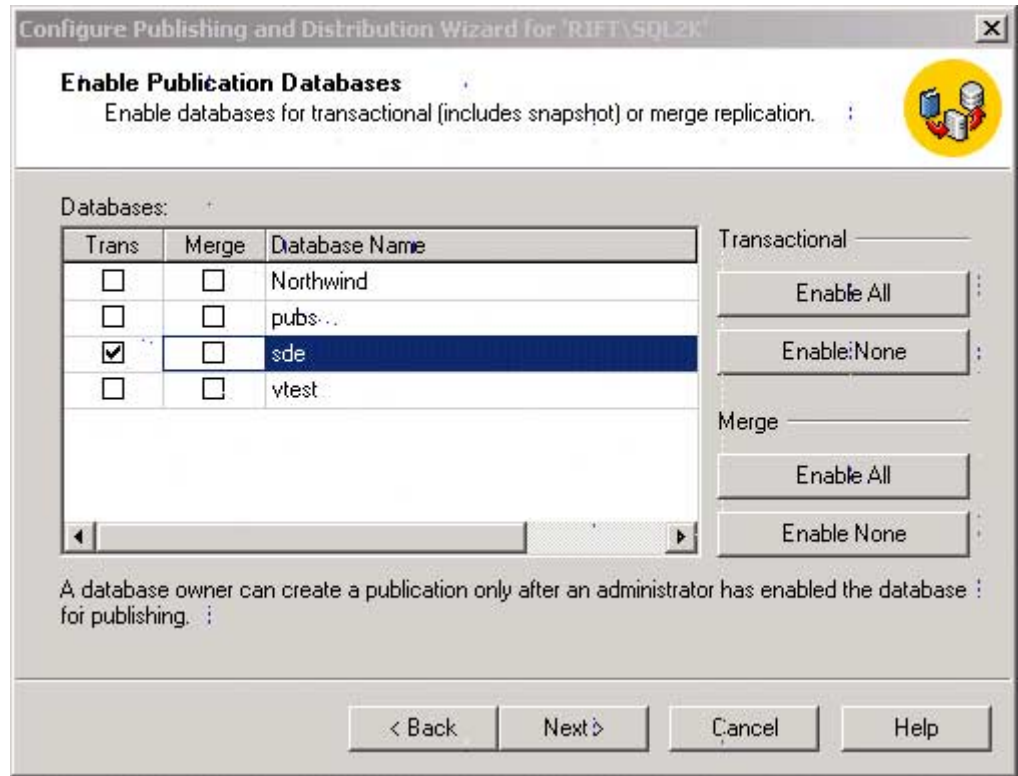 Configure Publishing and Distribution Wizard for 'RIFT\SQL2K'
Enable Publication Databases
Enable databases for transactional (includes snapshot) or merge replication.
Databases:
Trans Merge Database Name
Northwind
pubs
sde
vtest
Transactional
Enable All
Enable None
Merge
Enable All
Enable None
A database owner can create a publication only after an administrator has enabled the database
for publishing.
< Back Next > Cancel Help